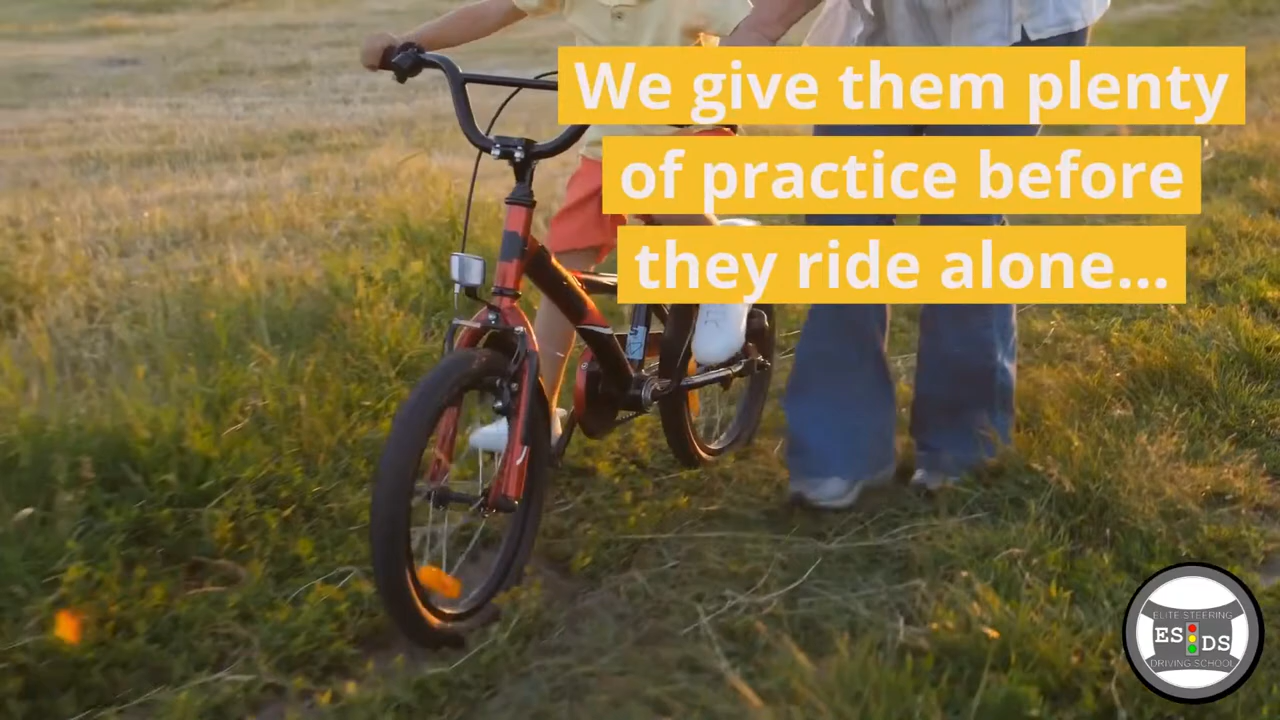 We give them plenty
of practice before
they ride alone...
ELITE STEERING
ES DS
DRIVING SCHOOL